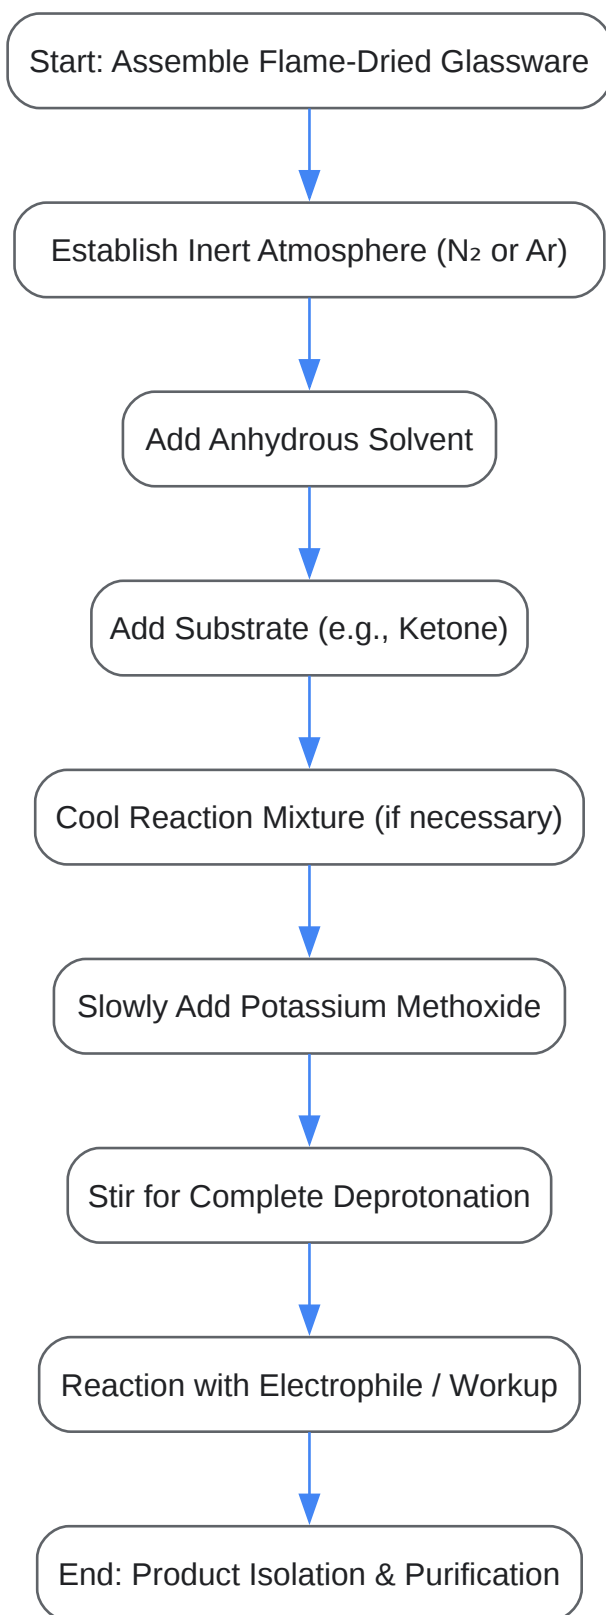 Start: Assemble Flame-Dried Glassware
Establish Inert Atmosphere (N₂ or Ar)
Add Anhydrous Solvent
Add Substrate (e.g., Ketone)
Cool Reaction Mixture (if necessary)
Slowly Add Potassium Methoxide
Stir for Complete Deprotonation
Reaction with Electrophile / Workup
End: Product Isolation & Purification